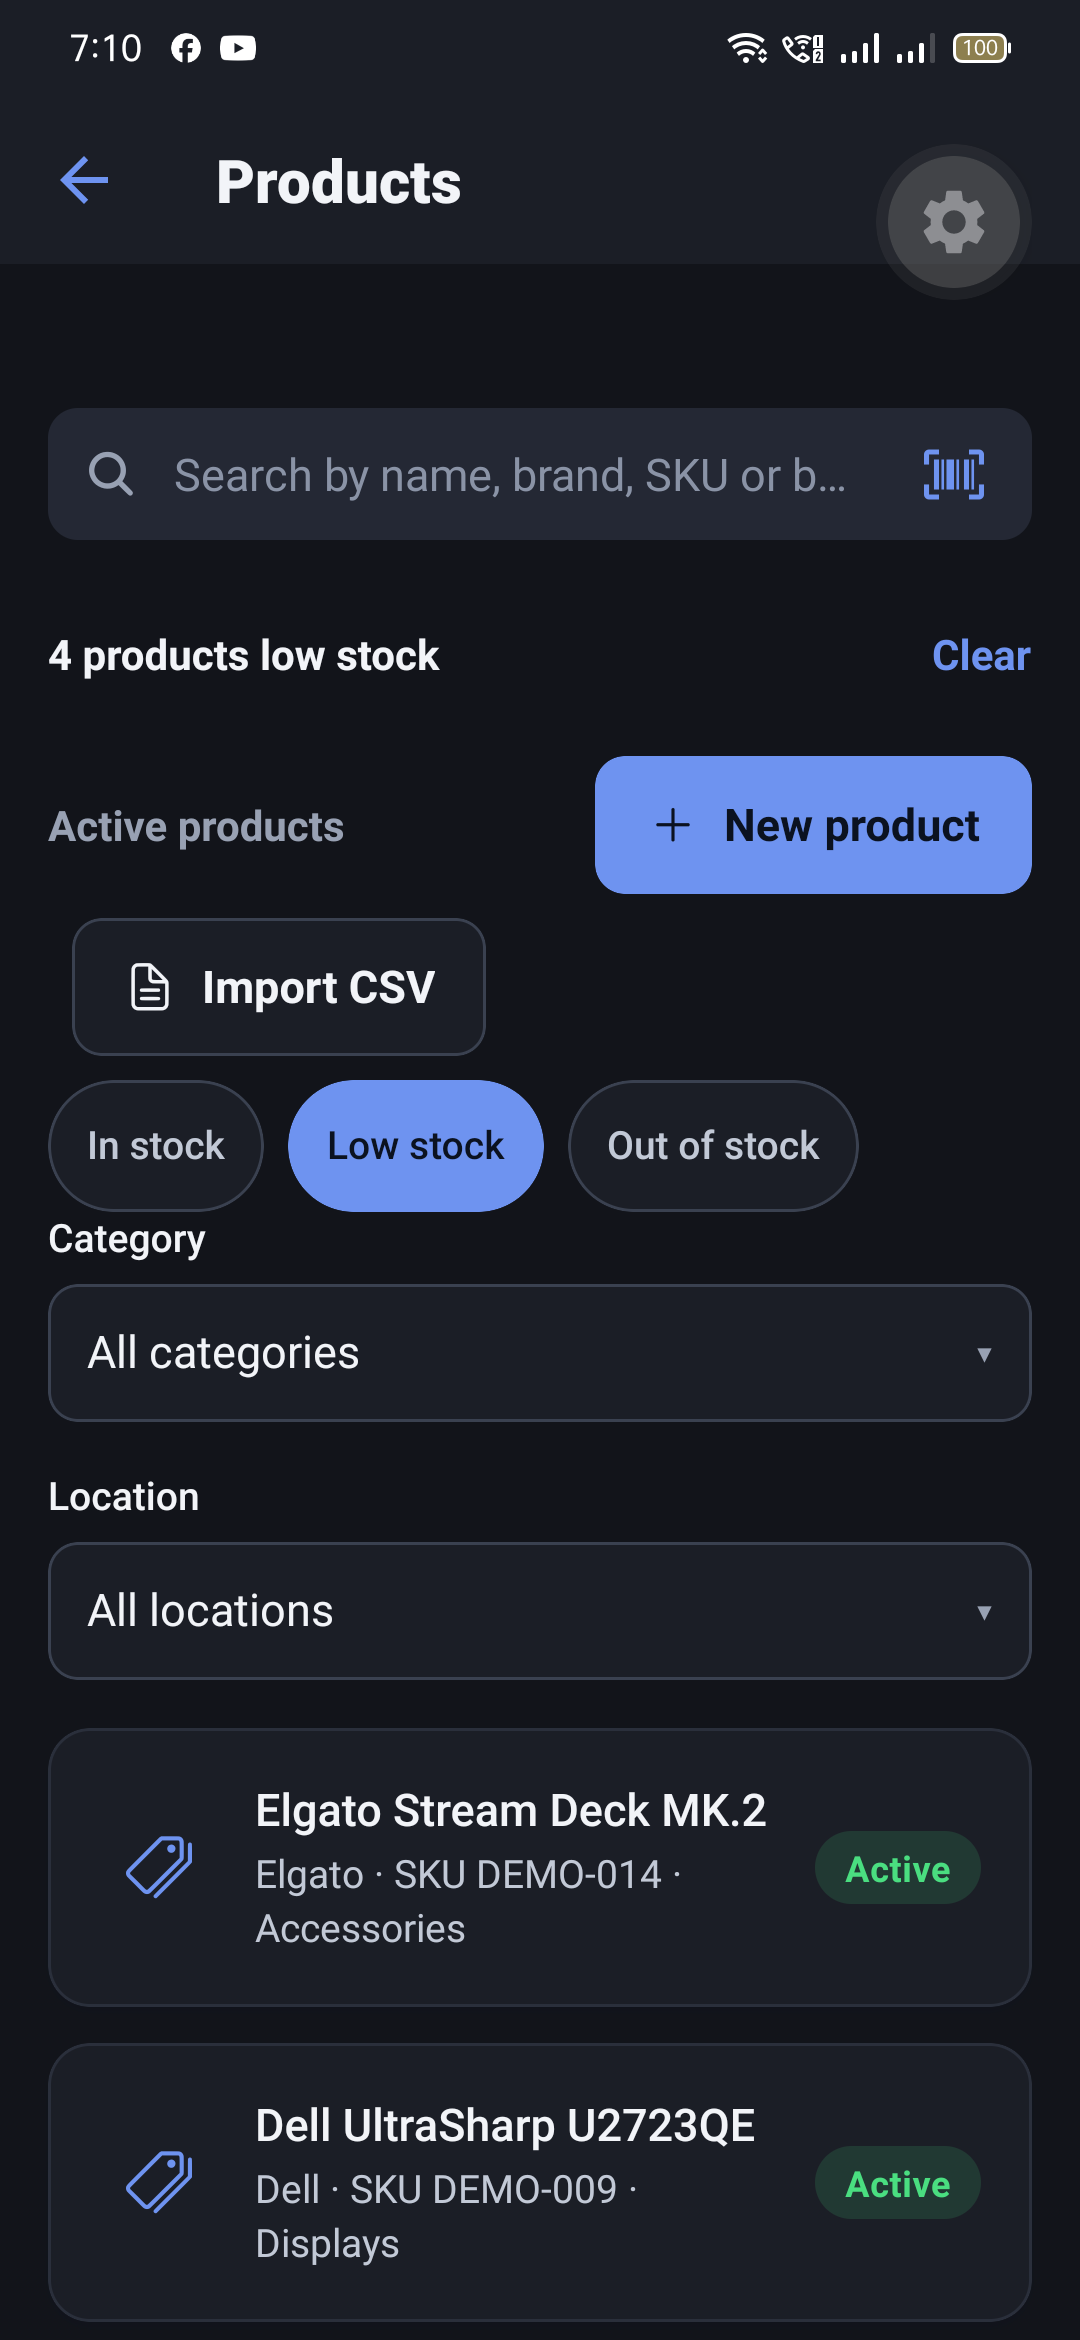 7:10
100
Products
Search by name, brand, SKU or b...
4 products low stock
Clear
Active products
New product
Import CSV
In stock
Low stock
Out of stock
Category
All categories
Location
All locations
Elgato Stream Deck MK.2
Elgato · SKU DEMO-014 ·
Accessories
Active
Dell UltraSharp U2723QE
Dell · SKU DEMO-009 ·
Displays
Active